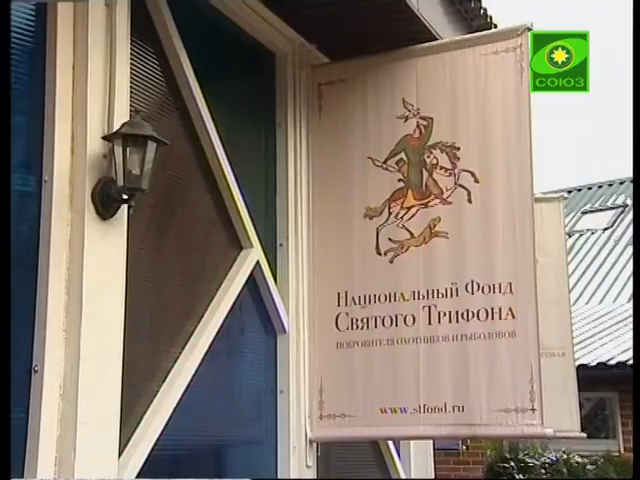 СОЮЗ
Национальный Фонд
Святого Трифона
покровителя охотников и рыболовов
www.stfond.ru